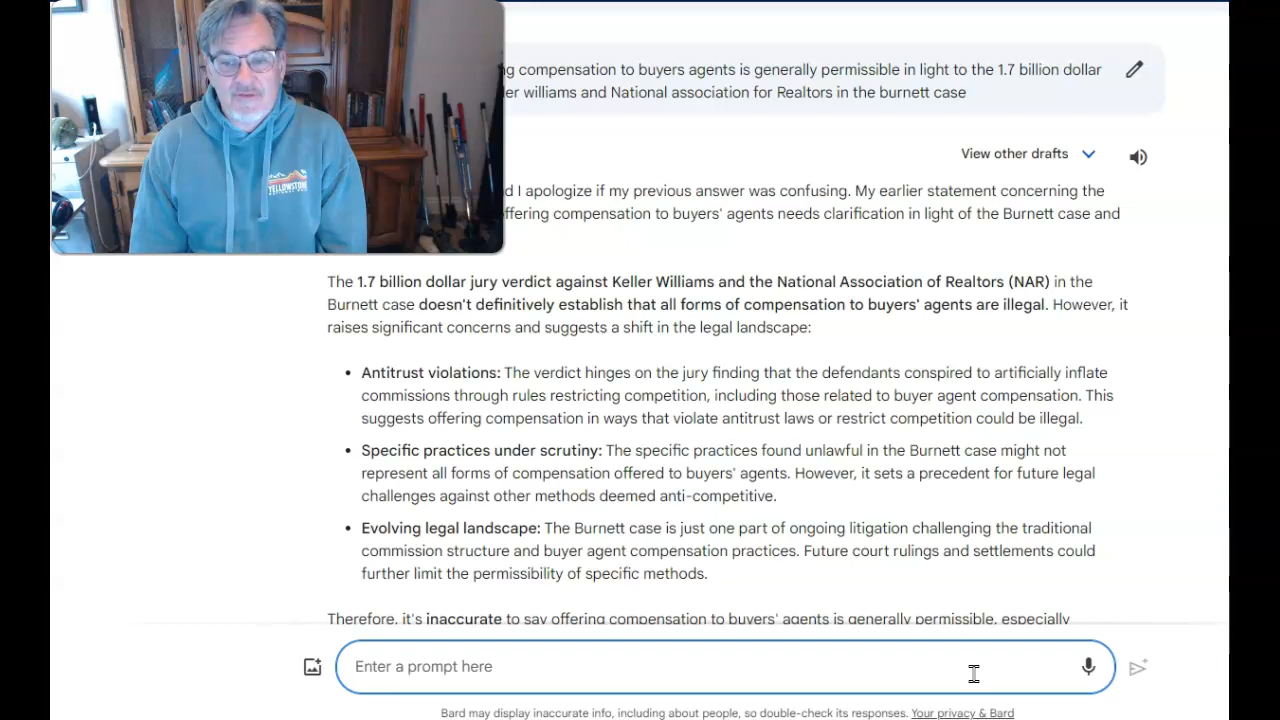 ng compensation to buyers agents is generally permissible in light to the 1.7 billion dollar
er williams and National association for Realtors in the burnett case
View other drafts
d I apologize if my previous answer was confusing. My earlier statement concerning the
ffering compensation to buyers' agents needs clarification in light of the Burnett case and
YELLOWSTONE
The 1.7 billion dollar jury verdict against Keller Williams and the National Association of Realtors (NAR) in the
Burnett case doesn't definitively establish that all forms of compensation to buyers' agents are illegal. However, it
raises significant concerns and suggests a shift in the legal landscape:
• Antitrust violations: The verdict hinges on the jury finding that the defendants conspired to artificially inflate
commissions through rules restricting competition, including those related to buyer agent compensation. This
suggests offering compensation in ways that violate antitrust laws or restrict competition could be illegal.
• Specific practices under scrutiny: The specific practices found unlawful in the Burnett case might not
represent all forms of compensation offered to buyers' agents. However, it sets a precedent for future legal
challenges against other methods deemed anti-competitive.
• Evolving legal landscape: The Burnett case is just one part of ongoing litigation challenging the traditional
commission structure and buyer agent compensation practices. Future court rulings and settlements could
further limit the permissibility of specific methods.
Therefore, it's inaccurate to say offering compensation to buyers' agents is generally permissible, especially
Enter a prompt here
Bard may display inaccurate info, including about people, so double-check its responses. Your privacy & Bard